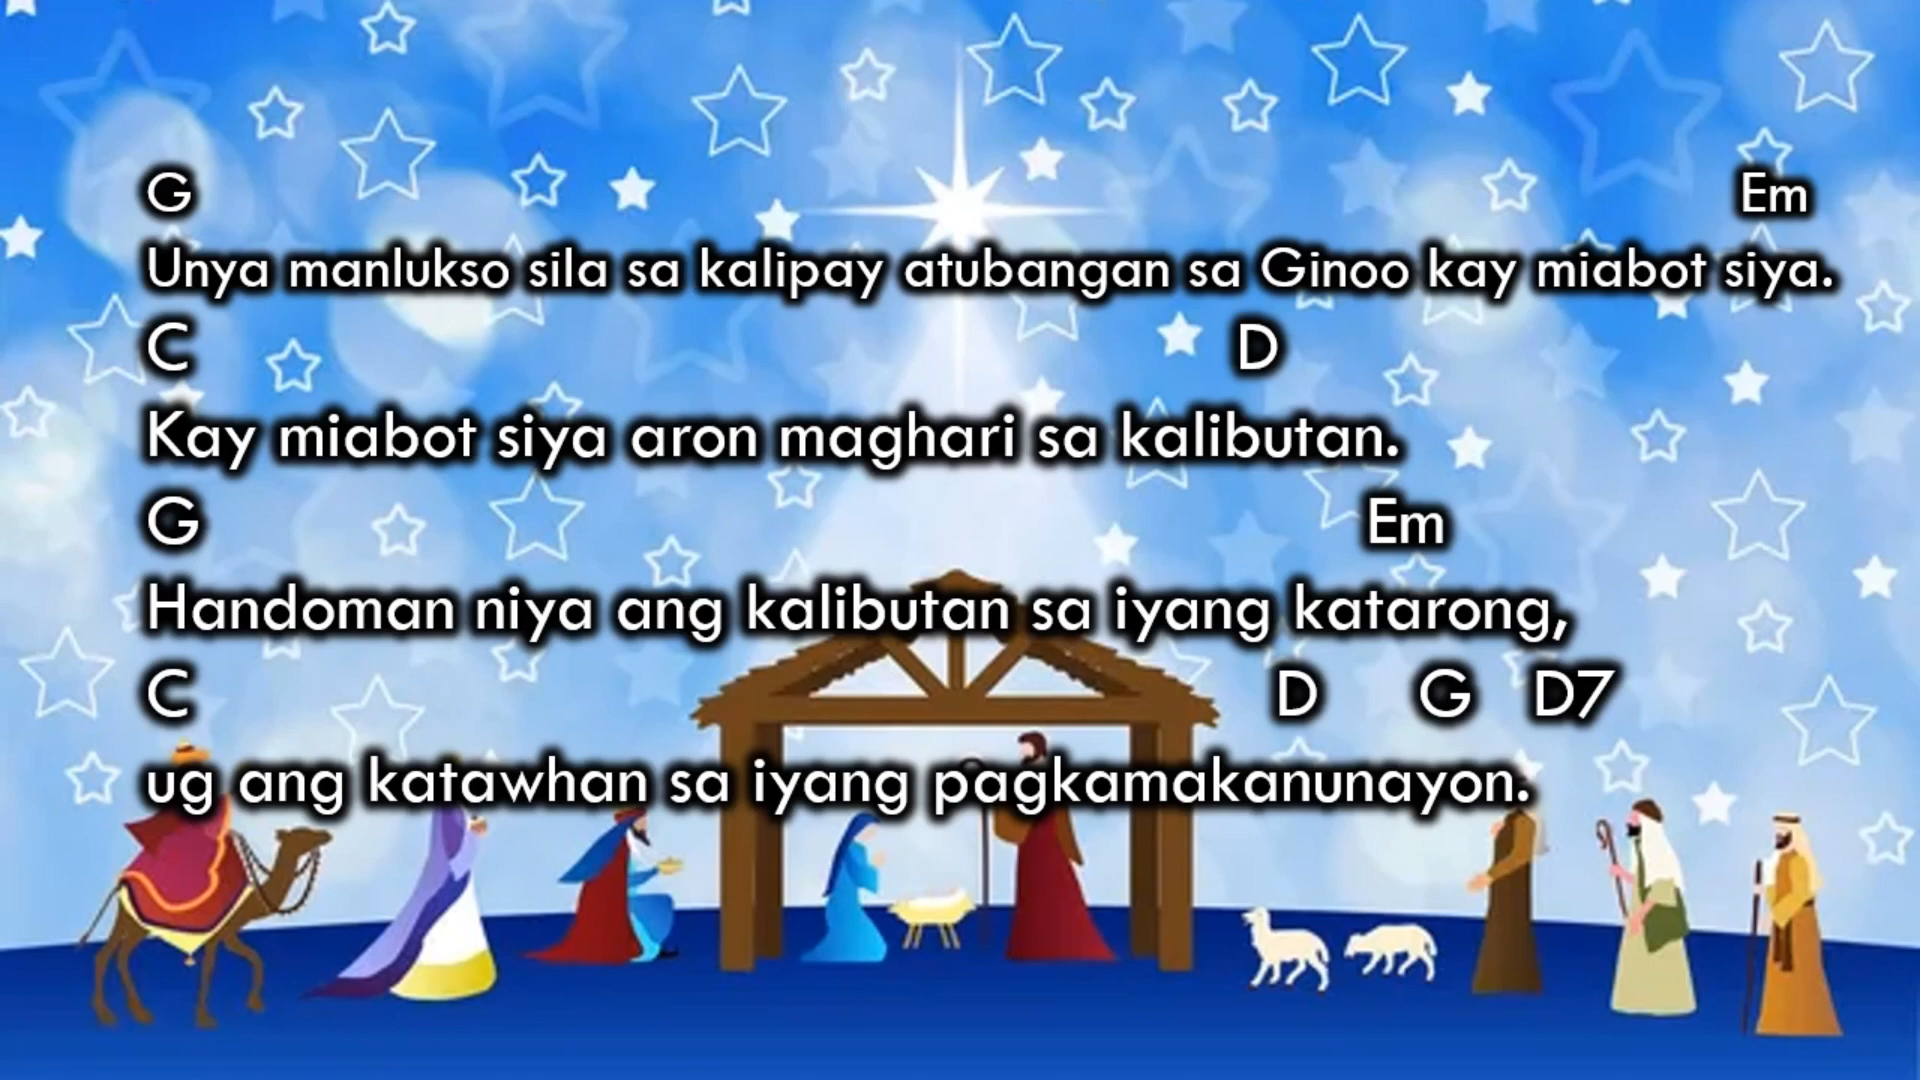 G Em
Unya manlukso sila sa kalipay atubangan sa Ginoo kay miabot siya.
C D
Kay miabot siya aron maghari sa kalibutan.
G Em
Handoman niya ang kalibutan sa iyang katarong,
C D G D7
ug ang katawhan sa iyang pagkamakanunayon.